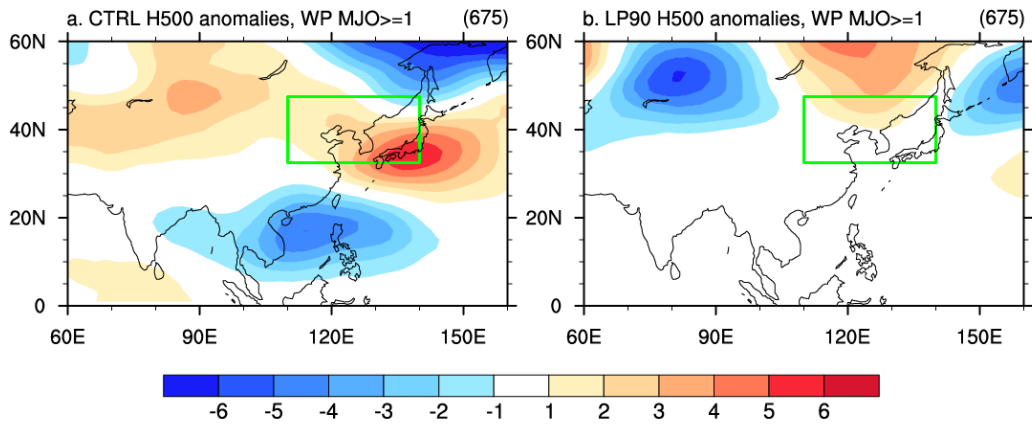 a. CTRL H500 anomalies, WP MJO>=1 (675)
b. LP90 H500 anomalies, WP MJO>=1 (675)
60N
40N
20N
0
60E 90E 120E 150E
60N
40N
20N
0
60E 90E 120E 150E
-6 -5 -4 -3 -2 -1 1 2 3 4 5 6